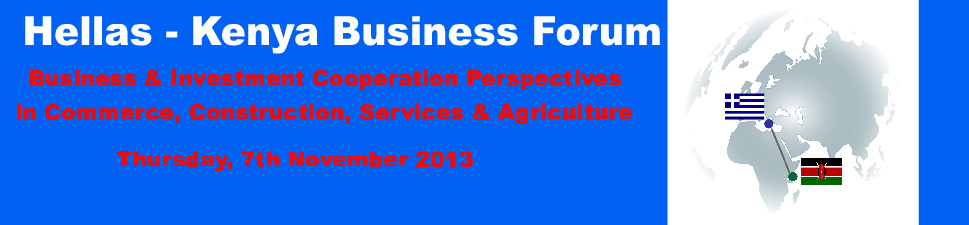 Hellas - Kenya Business Forum
Business & Investment Cooperation Perspectives
in Commerce, Construction, Services & Agriculture
Thursday, 7th November 2013